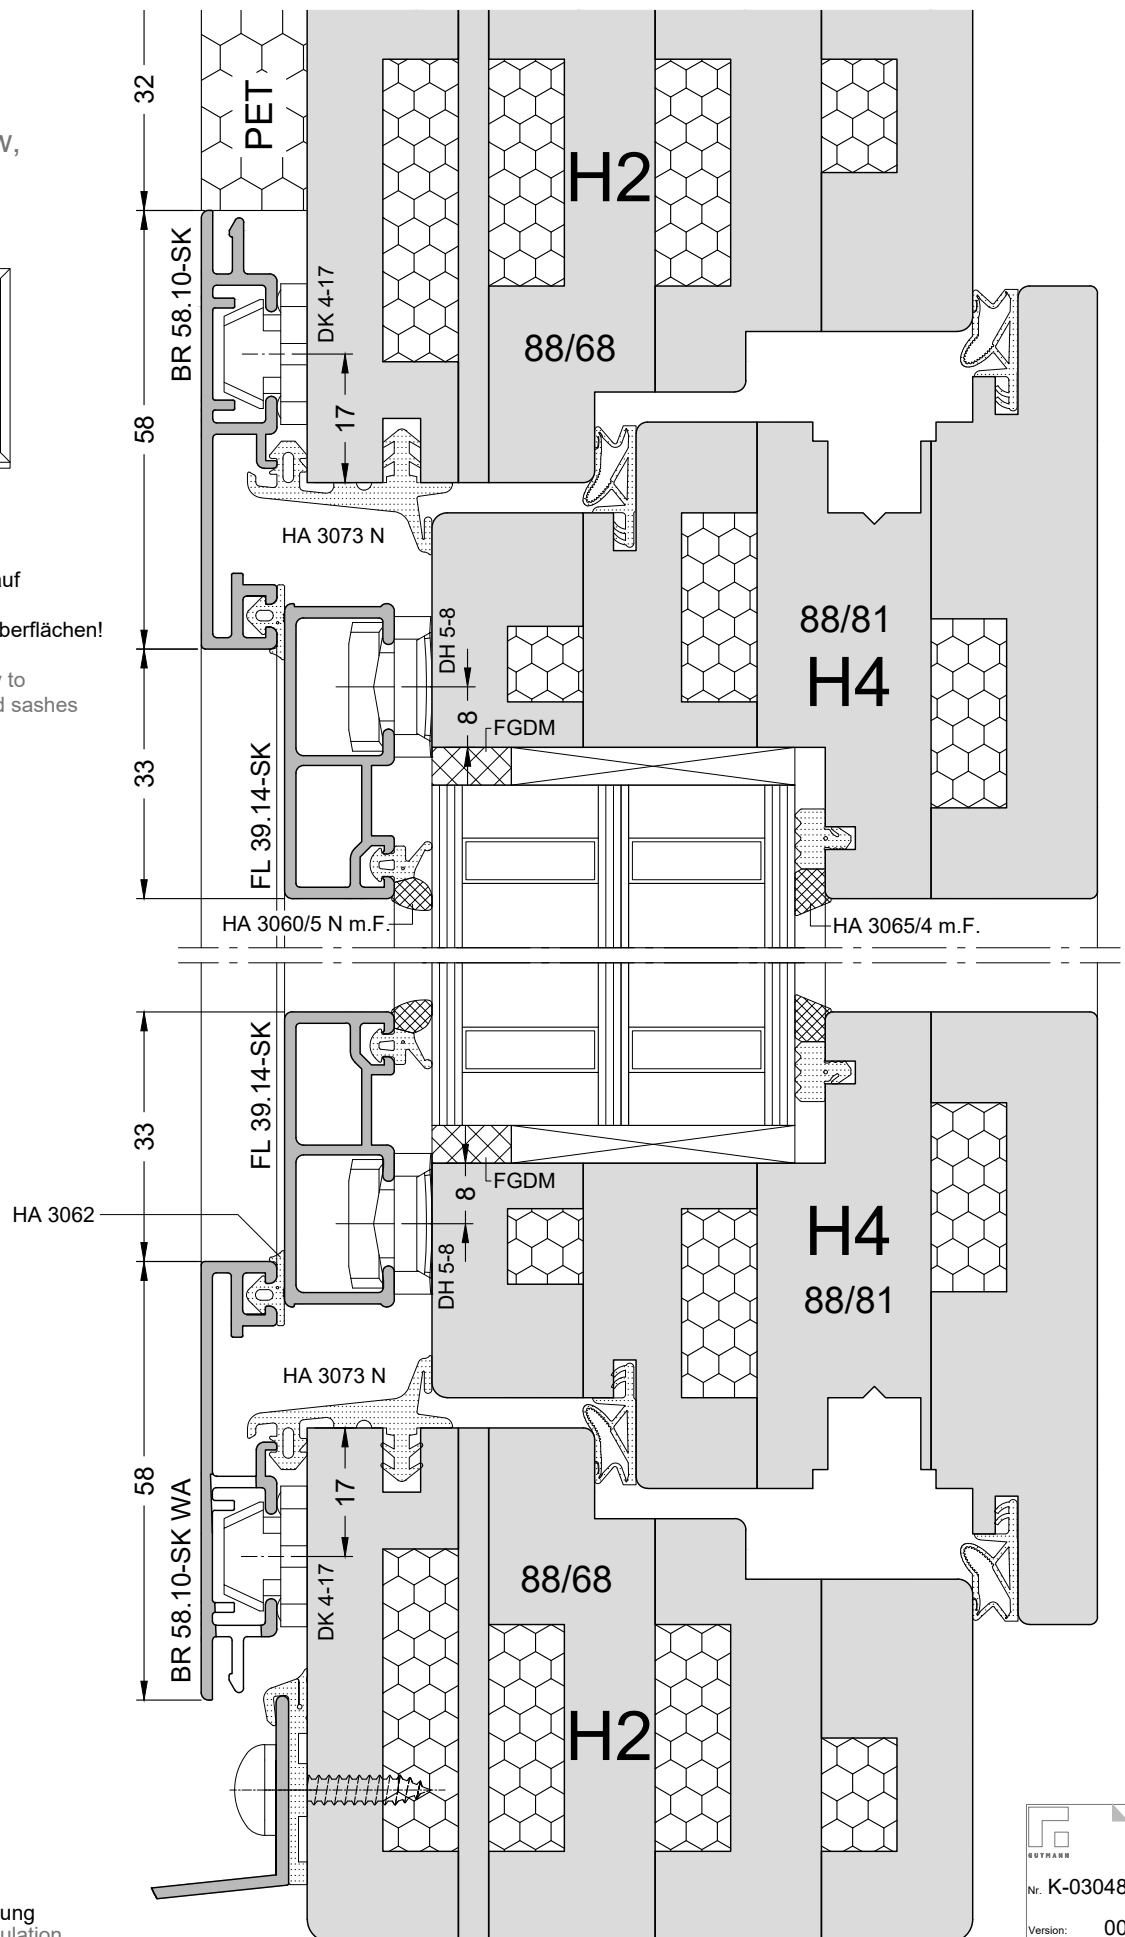 32
PET
w,
H2
BR 58.10-SK
DK 4-17
88/68
58
17
HA 3073 N
auf
berflächen!
88/81
DH 5-8
H4
to
d sashes
8
FGDM
33
FL 39.14-SK
HA 3060/5 N m.F.
HA 3065/4 m.F.
33
FL 39.14-SK
FGDM
8
HA 3062
H4
DH 5-8
88/81
HA 3073 N
58
17
BR 58.10-SK WA
88/68
DK 4-17
H2
GUTMANN
Nr. K-03048
ung
ulation
Version: 00